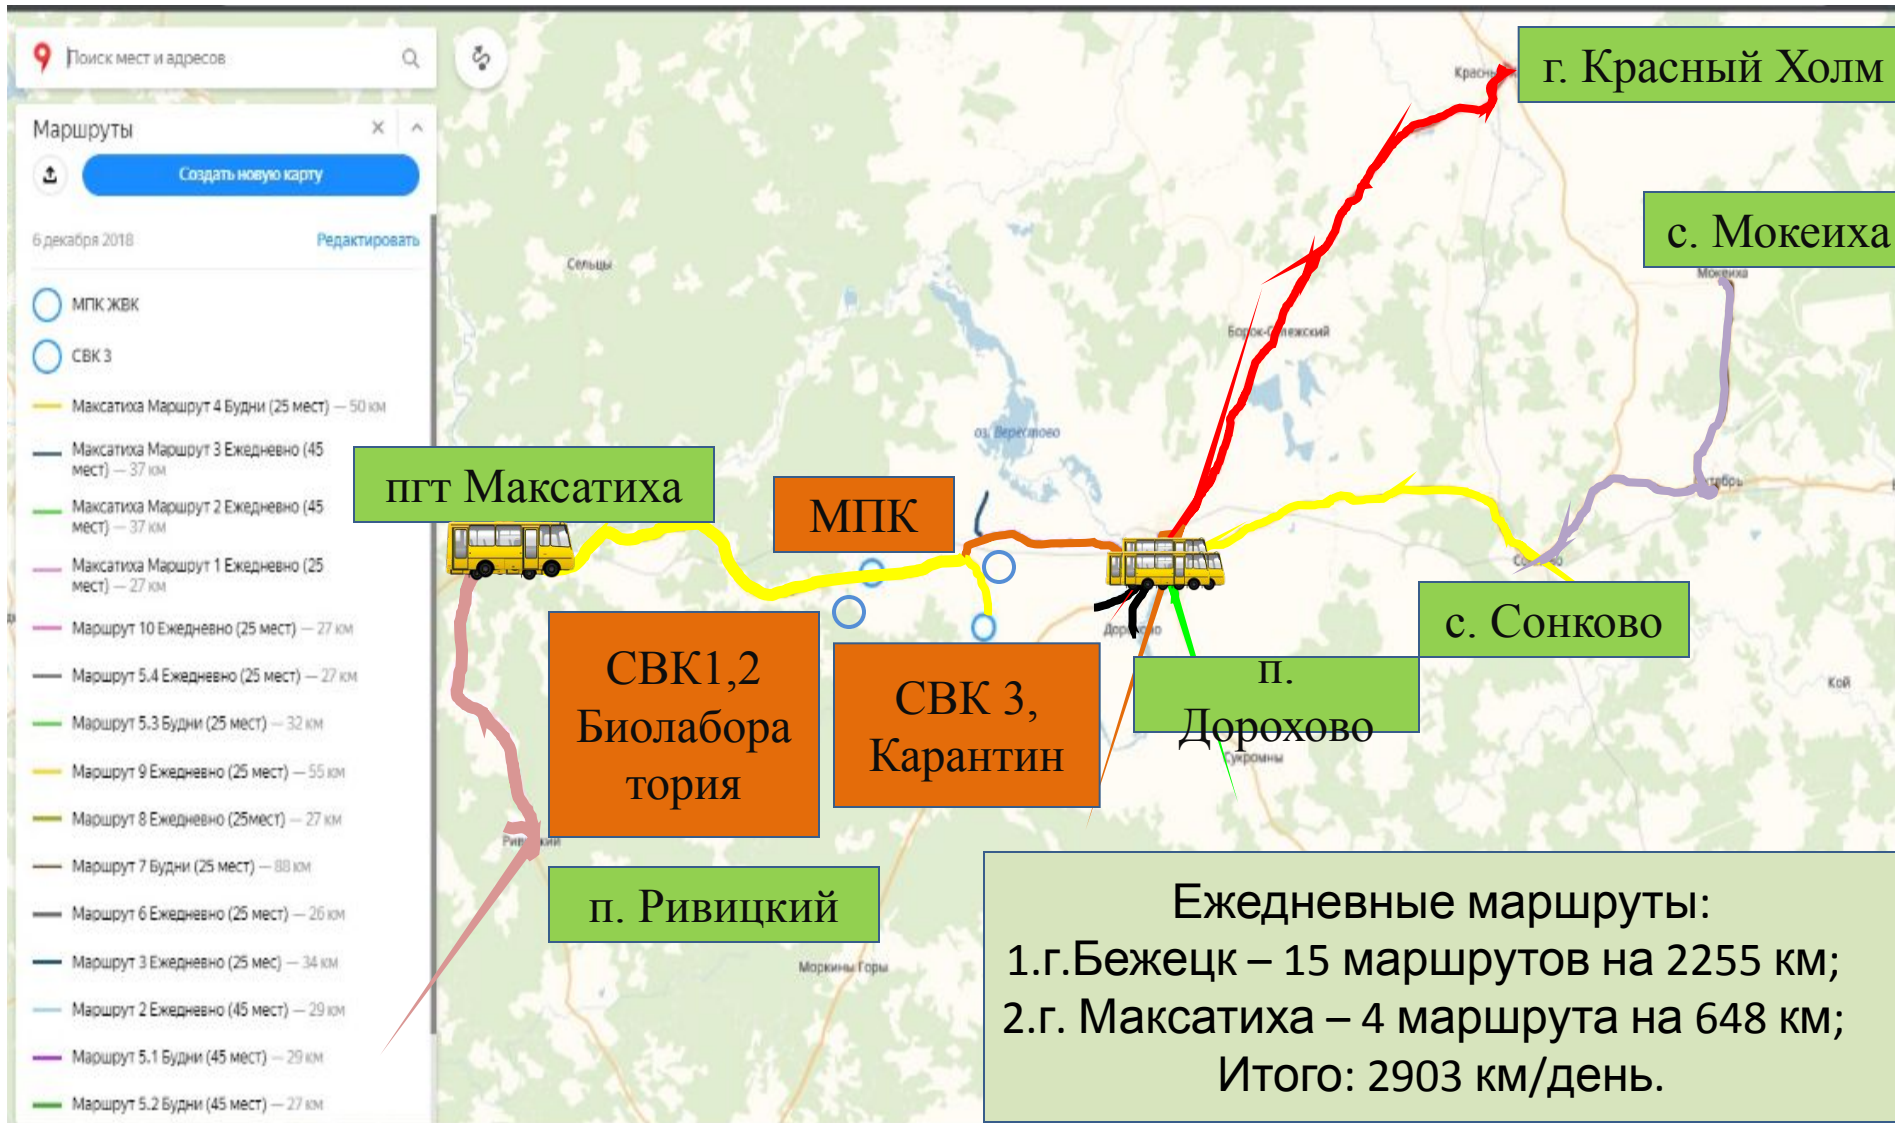 Поиск мест и адресов
Маршруты
Создать новую карту
6 декабря 2018
Редактировать
МПК ЖВК
СВК 3
Максатиха Маршрут 4 Будни (25 мест) — 50 км
Максатиха Маршрут 3 Ежедневно (45
мест) — 37 км
Максатиха Маршрут 2 Ежедневно (45
мест) — 37 км
Максатиха Маршрут 1 Ежедневно (25
мест) — 27 км
Маршрут 10 Ежедневно (25 мест) — 27 км
Маршрут 5.4 Ежедневно (25 мест) — 27 км
Маршрут 5.3 Будни (25 мест) — 32 км
Маршрут 9 Ежедневно (25 мест) — 55 км
Маршрут 8 Ежедневно (25мест) — 27 км
Маршрут 7 Будни (25 мест) — 88 км
Маршрут 6 Ежедневно (25 мест) — 26 км
Маршрут 3 Ежедневно (25 мес) — 34 км
Маршрут 2 Ежедневно (45 мест) — 29 км
Маршрут 5.1 Будни (45 мест) — 29 км
Маршрут 5.2 Будни (45 мест) — 27 км
г. Красный Холм
с. Мокеиха
Мокеиха
Сельцы
оз. Верестово
пгт Максатиха
МПК
СВК1,2
Биолабора
тория
СВК 3,
Карантин
п.
Дорохово
с. Сонково
Кой
Сукромны
п. Ривицкий
Моркины Горы
Ежедневные маршруты:
1.г.Бежецк – 15 маршрутов на 2255 км;
2.г. Максатиха – 4 маршрута на 648 км;
Итого: 2903 км/день.